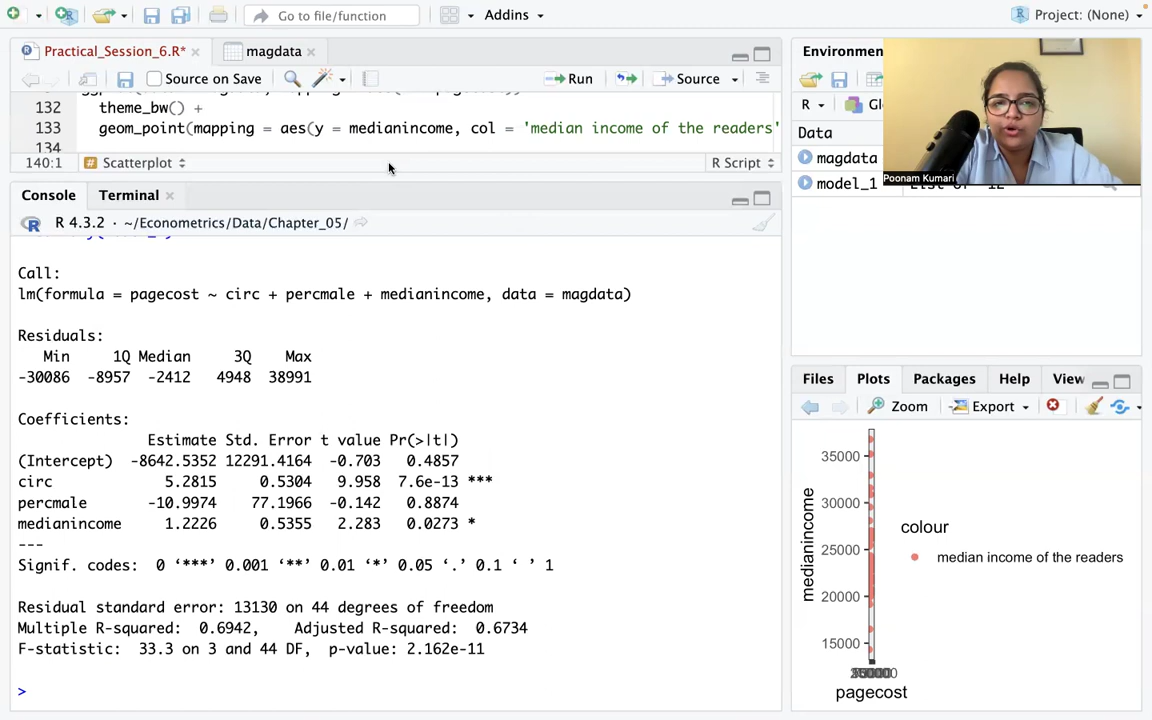 Go to file/function
Addins
Project: (None)
Practical_Session_6.R*
magdata
Source on Save
Run
Source
132 theme_bw() +
133 geom_point(mapping = aes(y = medianincome, col = 'median income of the readers'
134
140:1 Scatterplot R Script
Console Terminal
R 4.3.2 · ~/Econometrics/Data/Chapter_05/
Call:
lm(formula = pagecost ~ circ + percmale + medianincome, data = magdata)
Residuals:
Min 1Q Median 3Q Max
-30086 -8957 -2412 4948 38991
Coefficients:
Estimate Std. Error t value Pr(>|t|)
(Intercept) -8642.5352 12291.4164 -0.703 0.4857
circ 5.2815 0.5304 9.958 7.6e-13 ***
percmale -10.9974 77.1966 -0.142 0.8874
medianincome 1.2226 0.5355 2.283 0.0273 *
---
Signif. codes: 0 ‘***’ 0.001 ‘**’ 0.01 ‘*’ 0.05 ‘.’ 0.1 ‘ ’ 1
Residual standard error: 13130 on 44 degrees of freedom
Multiple R-squared: 0.6942, Adjusted R-squared: 0.6734
F-statistic: 33.3 on 3 and 44 DF, p-value: 2.162e-11
>
Environmen
R
Data
magdata
model_1
Poonam Kumari
Files Plots Packages Help View
Zoom Export
35000
30000
25000
20000
15000
medianincome
colour
median income of the readers
pagecost